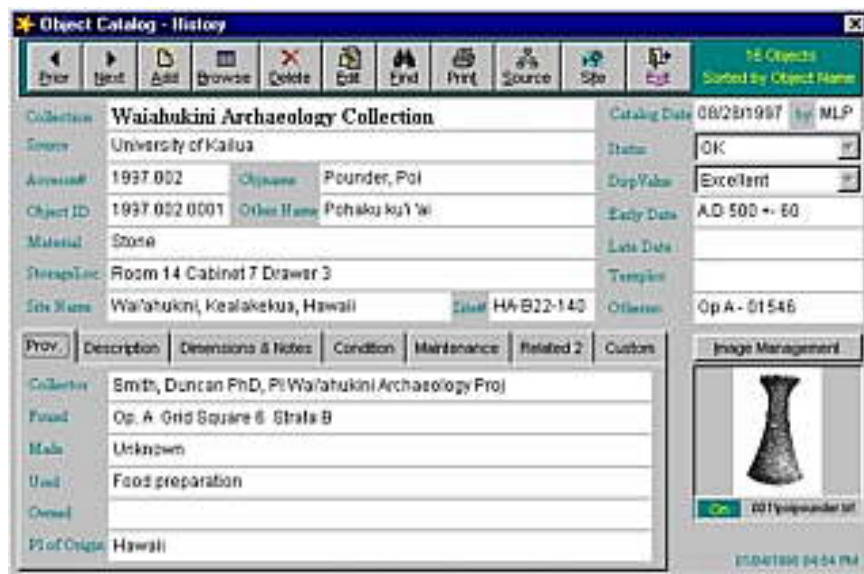 Object Catalog - History
Prior Next Add Browse Delete Edit Find Print Source Site Exit
16 Objects
Sorted by Object Name
Collection Waiahukini Archaeology Collection Catalog Date 08/28/1997 by MLP
Source University of Kailua Status OK
Access# 1997.002 Objname Pounder, Poi DispValue Excellent
Object ID 1997.002.0001 Other Name Pohaku ku'i 'ai Early Date A.D 500 +- 60
Material Stone Late Date
StorageLoc Room 14 Cabinet 7 Drawer 3
Site Name Wai'ahukini, Kealakekua, Hawaii Site# HA-B22-140 Otherno Op A - 01546
Prov. Description Dimensions & Notes Condition Maintenance Related 2 Custom Image Management
Collector Smith, Duncan PhD, PI Wai'ahukini Archaeology Proj
Found Op. A Grid Square 6 Strata B
Made Unknown
Used Food preparation
Owned On
Pl of Origin Hawaii